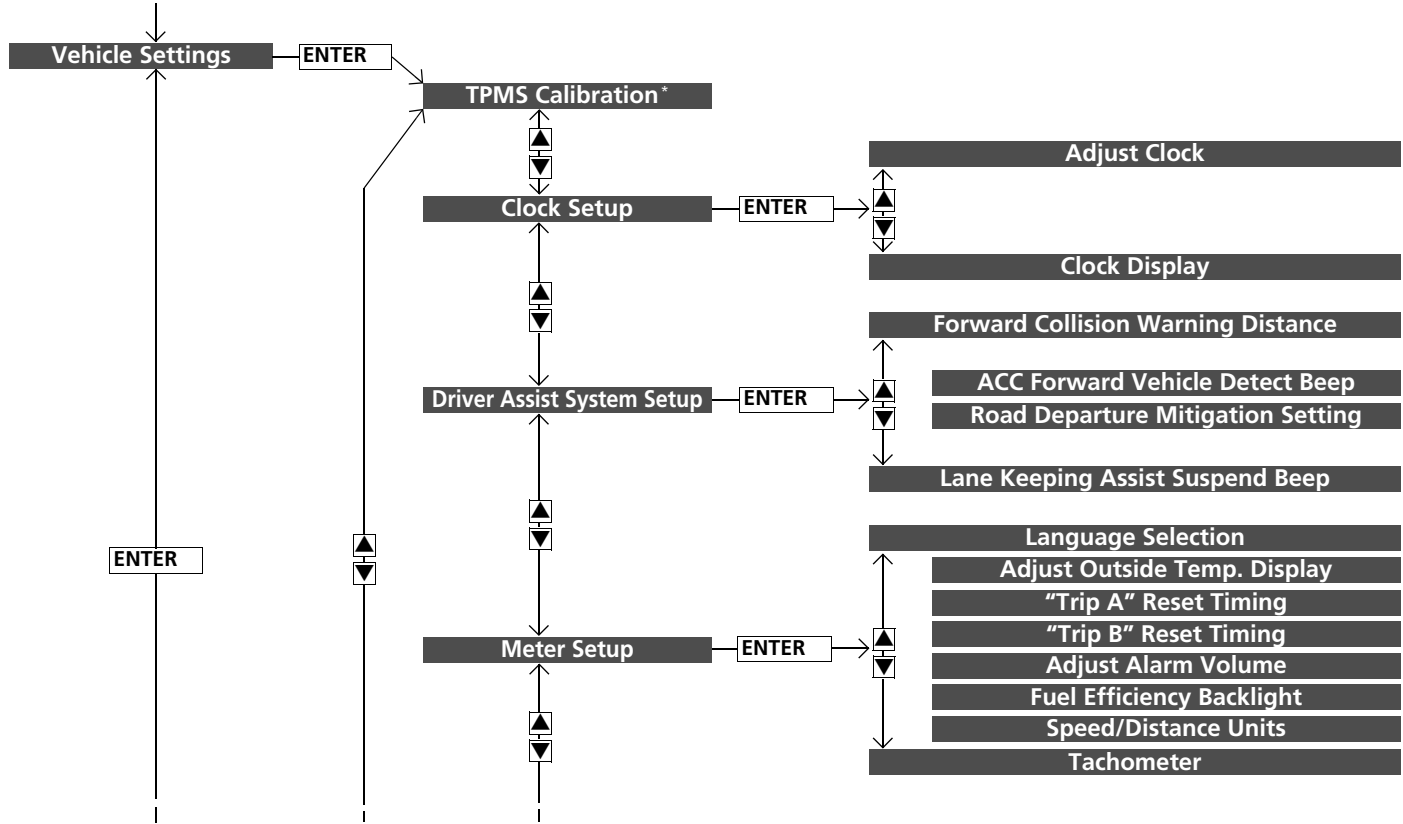 Vehicle Settings
ENTER
TPMS Calibration*
Adjust Clock
Clock Setup
ENTER
Clock Display
Forward Collision Warning Distance
ACC Forward Vehicle Detect Beep
Driver Assist System Setup
ENTER
Road Departure Mitigation Setting
Lane Keeping Assist Suspend Beep
Language Selection
ENTER
Adjust Outside Temp. Display
“Trip A” Reset Timing
“Trip B” Reset Timing
Meter Setup
ENTER
Adjust Alarm Volume
Fuel Efficiency Backlight
Speed/Distance Units
Tachometer